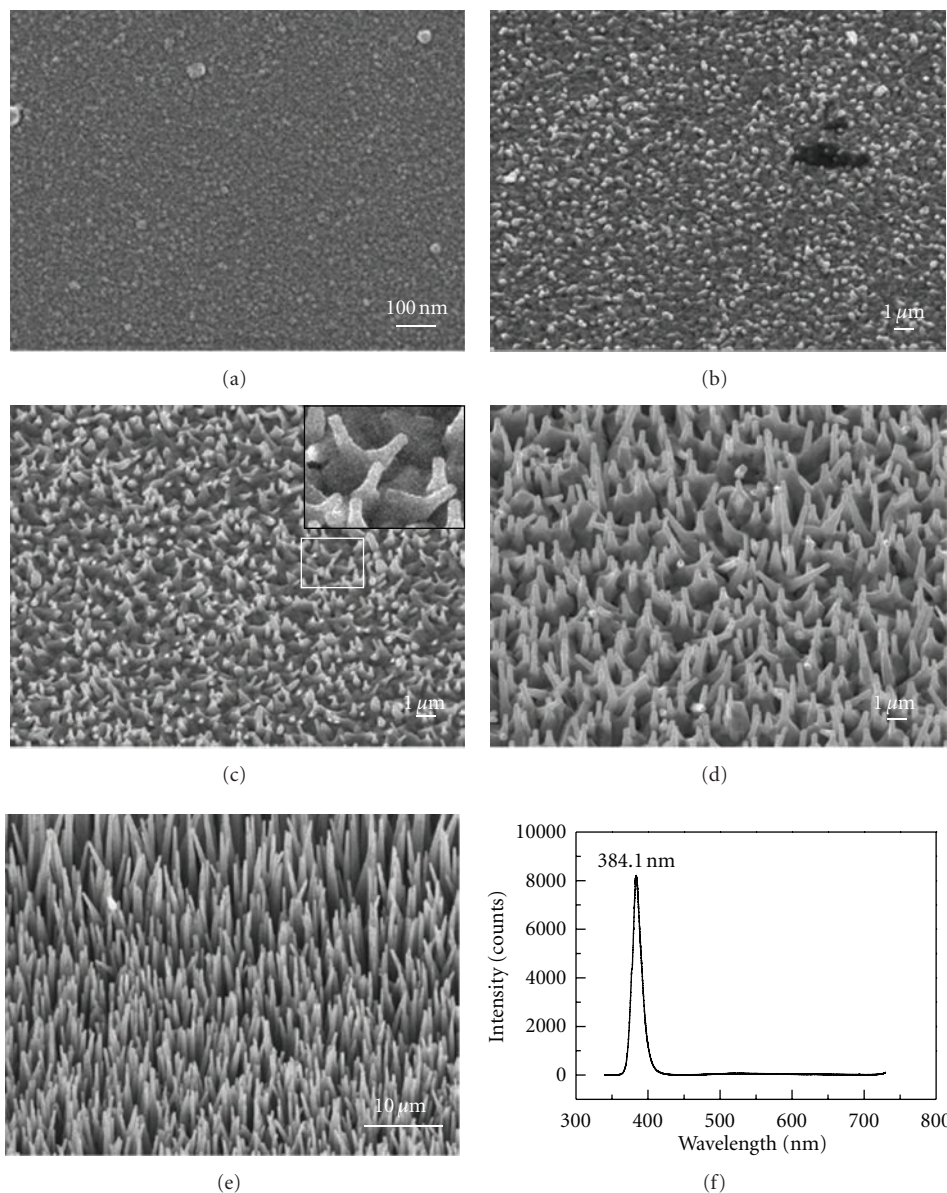 100 nm
(a)
1 μm
(b)
1 μm
(c)
1 μm
(d)
10 μm
(e)
10000
8000
6000
4000
2000
0
Intensity (counts)
384.1 nm
300 400 500 600 700 800
Wavelength (nm)
(f)